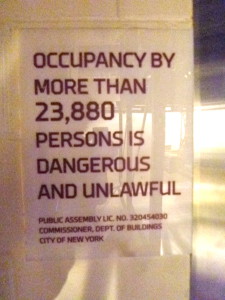 OCCUPANCY BY
MORE THAN
23,880
PERSONS IS
DANGEROUS
AND UNLAWFUL
PUBLIC ASSEMBLY LIC. NO. 320454030
COMMISSIONER, DEPT. OF BUILDINGS
CITY OF NEW YORK